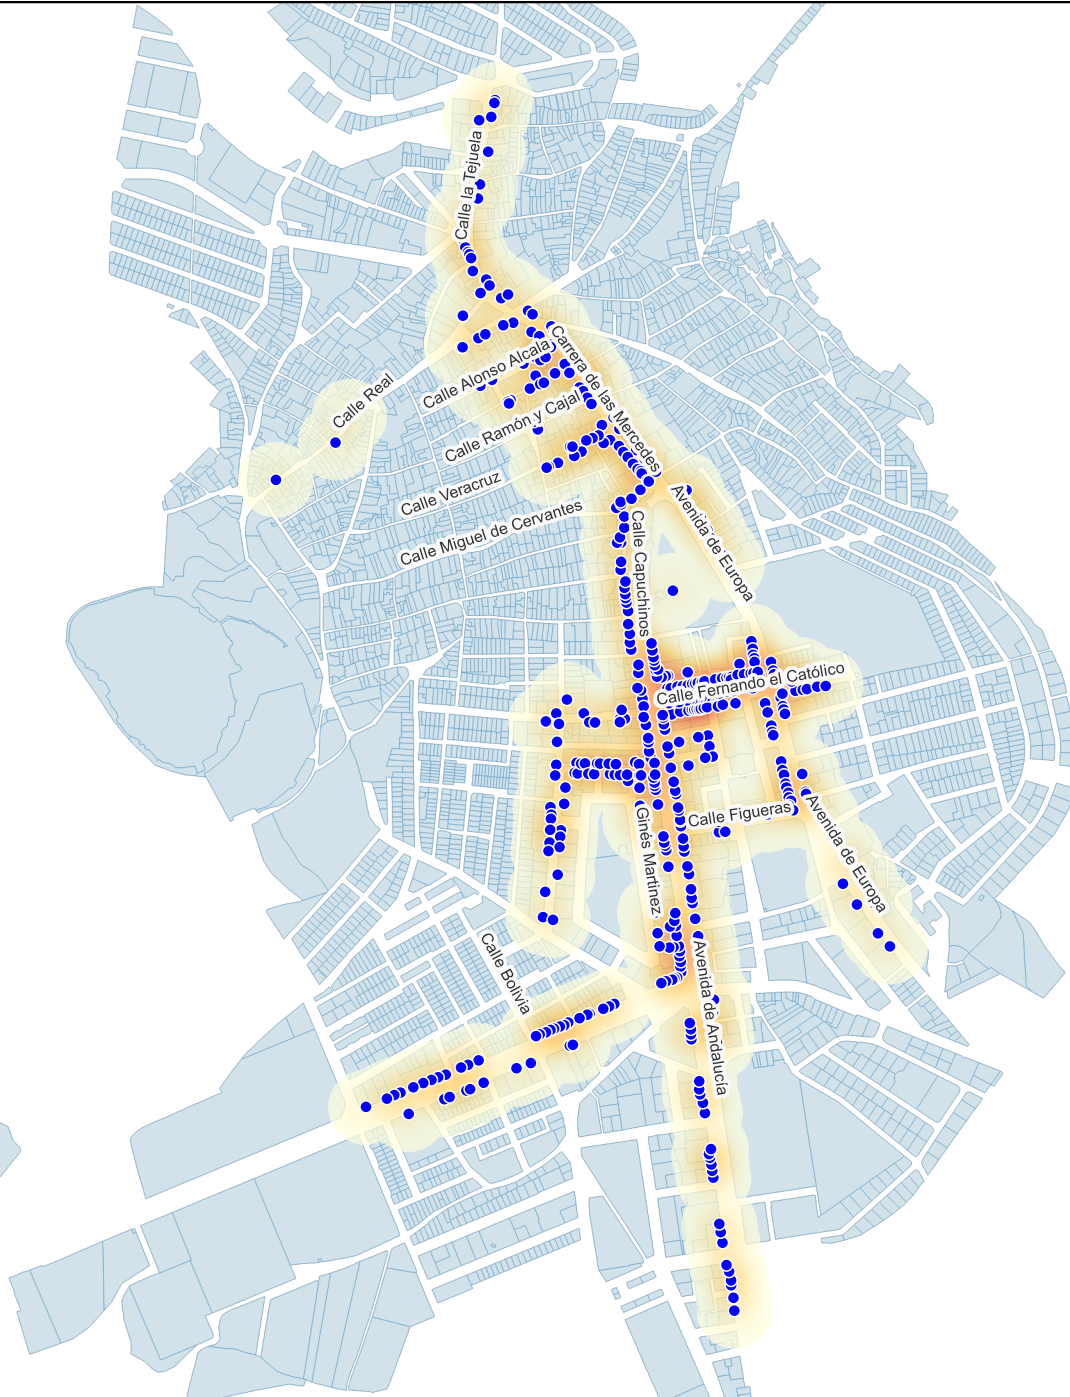 Calle la Tejuela
Carrera de las Mercedes
Calle Alonso Alcala
Calle Real
Calle Ramón y Cajal
Calle Veracruz
Avenida de Europa
Calle Miguel de Cervantes
Calle Capuchinos
Calle Fernando el Católico
Calle Figueras
Avenida de Europa
Ginés Martinez
Calle Bolivia
Avenida de Andalucía